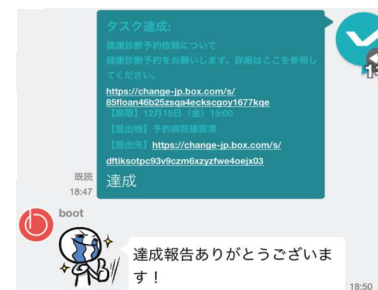 タスク達成:
健康診断予約依頼について
健康診断予約をお願いします。詳細はここを参照し
てください。
https://change-jp.box.com/s/
85floan46b25zsqa4eckscgoy1677kqe
【期限】12月15日（金）15:00
【提出物】予約病院確認票
【提出先】https://change-jp.box.com/s/
dftiksotpc93v9czm6xzyzfwe4oejx03
達成
既読
18:47
boot
達成報告ありがとうございま
す！
18:50